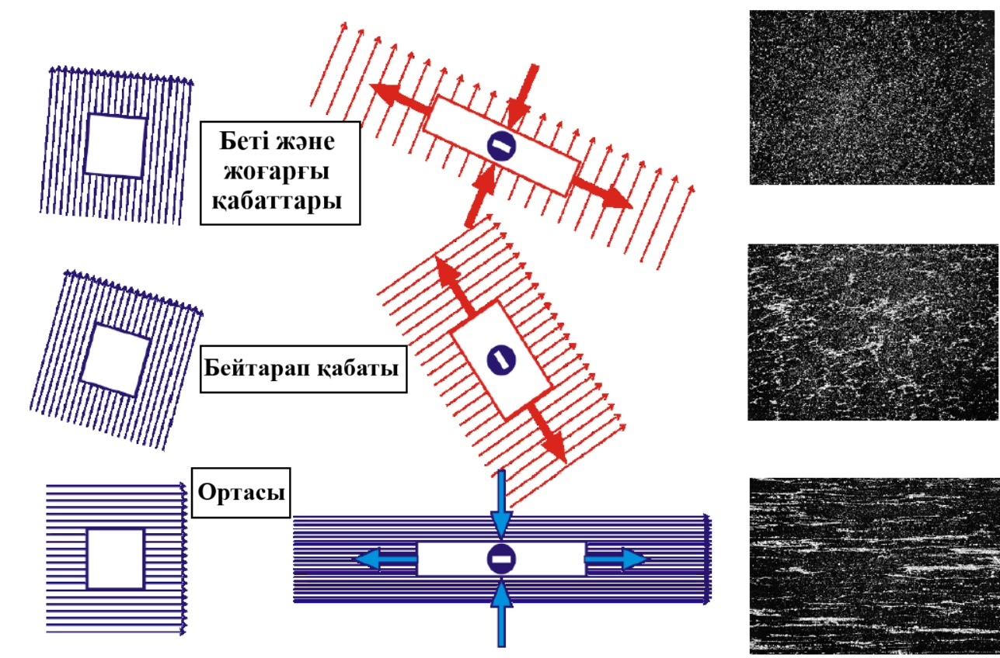 Беті және
жоғарғы
қабаттары
Бейтарап қабаты
Ортасы